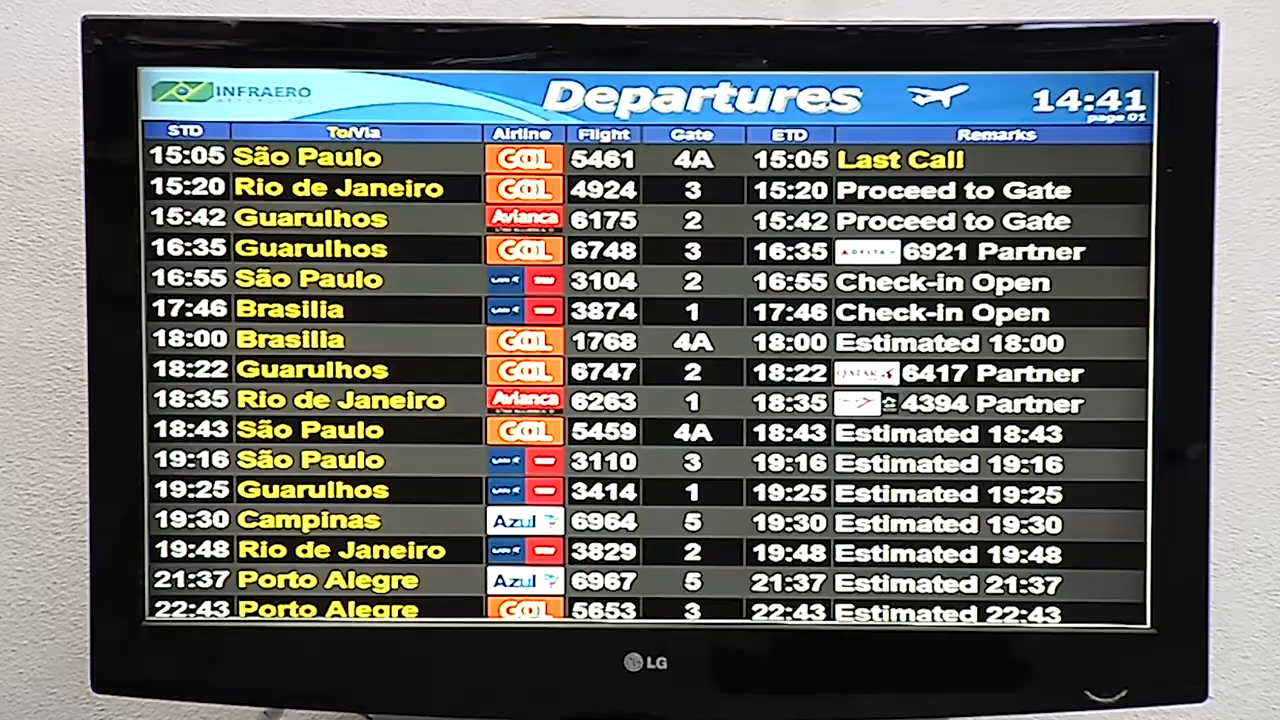 INFRAERO Departures 14:41
AEROPORTOS page 01
STD To/Via Airline Flight Gate ETD Remarks
15:05 São Paulo GOL 5461 4A 15:05 Last Call
15:20 Rio de Janeiro GOL 4924 3 15:20 Proceed to Gate
15:42 Guarulhos Avianca 6175 2 15:42 Proceed to Gate
16:35 Guarulhos GOL 6748 3 16:35 DELTA 6921 Partner
16:55 São Paulo 3104 2 16:55 Check-in Open
17:46 Brasilia 3874 1 17:46 Check-in Open
18:00 Brasilia GOL 1768 4A 18:00 Estimated 18:00
18:22 Guarulhos GOL 6747 2 18:22 QATAR 6417 Partner
18:35 Rio de Janeiro Avianca 6263 1 18:35 4394 Partner
18:43 São Paulo GOL 5459 4A 18:43 Estimated 18:43
19:16 São Paulo 3110 3 19:16 Estimated 19:16
19:25 Guarulhos 3414 1 19:25 Estimated 19:25
19:30 Campinas Azul 6964 5 19:30 Estimated 19:30
19:48 Rio de Janeiro 3829 2 19:48 Estimated 19:48
21:37 Porto Alegre Azul 6967 5 21:37 Estimated 21:37
22:43 Porto Alegre GOL 5653 3 22:43 Estimated 22:43
LG